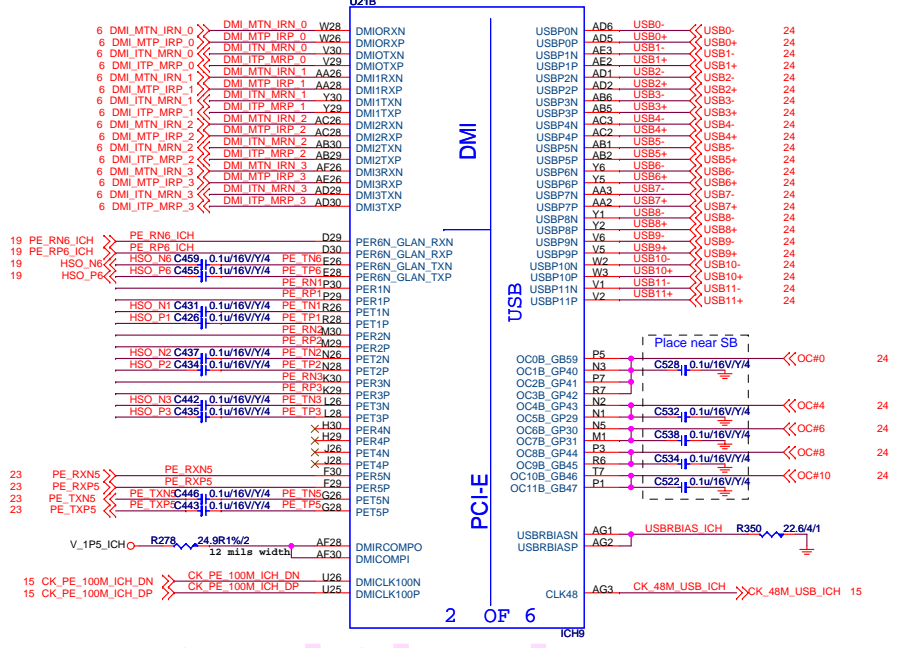 U21B
6 DMI_MTN_IRN_0 DMI_MTN_IRN_0 W28 DMI0RXN
6 DMI_MTP_IRP_0 DMI_MTP_IRP_0 W26 DMI0RXP
6 DMI_ITN_MRN_0 DMI_ITN_MRN_0 V30 DMI0TXN
6 DMI_ITP_MRP_0 DMI_ITP_MRP_0 V29 DMI0TXP
6 DMI_MTN_IRN_1 DMI_MTN_IRN_1 AA26 DMI1RXN
6 DMI_MTP_IRP_1 DMI_MTP_IRP_1 AA28 DMI1RXP
6 DMI_ITN_MRN_1 DMI_ITN_MRN_1 Y30 DMI1TXN
6 DMI_ITP_MRP_1 DMI_ITP_MRP_1 Y29 DMI1TXP
6 DMI_MTN_IRN_2 DMI_MTN_IRN_2 AC26 DMI2RXN
6 DMI_MTP_IRP_2 DMI_MTP_IRP_2 AC28 DMI2RXP
6 DMI_ITN_MRN_2 DMI_ITN_MRN_2 AB30 DMI2TXN
6 DMI_ITP_MRP_2 DMI_ITP_MRP_2 AB29 DMI2TXP
6 DMI_MTN_IRN_3 DMI_MTN_IRN_3 AE26 DMI3RXN
6 DMI_MTP_IRP_3 DMI_MTP_IRP_3 AE26 DMI3RXP
6 DMI_ITN_MRN_3 DMI_ITN_MRN_3 AD29 DMI3TXN
6 DMI_ITP_MRP_3 DMI_ITP_MRP_3 AD30 DMI3TXP
DMI
19 PE_RN6_ICH PE_RN6_ICH D29 PER6N_GLAN_RXN
19 PE_RP6_ICH PE_RP6_ICH D30 PER6N_GLAN_RXP
19 HSO_N6 HSO_N6 C459 0.1u/16V/Y/4 PE_TN6 E26 PER6N_GLAN_TXN
19 HSO_P6 HSO_P6 C455 0.1u/16V/Y/4 PE_TP6 E28 PER6N_GLAN_TXP
PE_RN1 P30 PER1N
PE_RP1 P29 PER1P
HSO_N1 C431 0.1u/16V/Y/4 PE_TN1 R26 PET1N
HSO_P1 C426 0.1u/16V/Y/4 PE_TP1 R28 PET1P
PE_RN2 M30 PER2N
PE_RP2 M29 PER2P
HSO_N2 C437 0.1u/16V/Y/4 PE_TN2 N26 PET2N
HSO_P2 C434 0.1u/16V/Y/4 PE_TP2 N28 PET2P
PE_RN3 K30 PER3N
PE_RP3 K29 PER3P
HSO_N3 C442 0.1u/16V/Y/4 PE_TN3 L26 PET3N
HSO_P3 C435 0.1u/16V/Y/4 PE_TP3 L28 PET3P
H30 PER4N
H29 PER4P
J26 PET4N
J28 PET4P
23 PE_RXN5 PE_RXN5 F30 PER5N
23 PE_RXP5 PE_RXP5 F29 PER5P
23 PE_TXN5 PE_TXN5 C446 0.1u/16V/Y/4 PE_TN5 G26 PET5N
23 PE_TXP5 PE_TXP5 C443 0.1u/16V/Y/4 PE_TP5 G28 PET5P
PCI-E
V_1P5_ICH R278 24.9R1%/2 AF28 DMIRCOMPO
12 mils width AF30 DMICOMPI
15 CK_PE_100M_ICH_DN CK_PE_100M_ICH_DN U26 DMICLK100N
15 CK_PE_100M_ICH_DP CK_PE_100M_ICH_DP U25 DMICLK100P
USBP0N AD6 USB0- USB0- 24
USBP0P AD5 USB0+ USB0+ 24
USBP1N AE3 USB1- USB1- 24
USBP1P AE2 USB1+ USB1+ 24
USBP2N AD1 USB2- USB2- 24
USBP2P AD2 USB2+ USB2+ 24
USBP3N AB6 USB3- USB3- 24
USBP3P AB5 USB3+ USB3+ 24
USBP4N AC3 USB4- USB4- 24
USBP4P AC2 USB4+ USB4+ 24
USBP5N AB1 USB5- USB5- 24
USBP5P AB2 USB5+ USB5+ 24
USBP6N Y6 USB6- USB6- 24
USBP6P Y5 USB6+ USB6+ 24
USBP7N AA3 USB7- USB7- 24
USBP7P AA2 USB7+ USB7+ 24
USBP8N Y1 USB8- USB8- 24
USBP8P Y2 USB8+ USB8+ 24
USBP9N V6 USB9- USB9- 24
USBP9P V5 USB9+ USB9+ 24
USBP10N W2 USB10- USB10- 24
USBP10P W3 USB10+ USB10+ 24
USBP11N V1 USB11- USB11- 24
USBP11P V2 USB11+ USB11+ 24
USB
Place near SB
OC0B_GB59 P5 OC#0 24
OC1B_GP40 N3 C528 0.1u/16V/Y/4
OC2B_GP41 P7
OC3B_GP42 R7
OC4B_GP43 N2 OC#4 24
OC5B_GP29 N1 C532 0.1u/16V/Y/4
OC6B_GP30 N5 OC#6 24
OC7B_GP31 M1 C538 0.1u/16V/Y/4
OC8B_GP44 P3 OC#8 24
OC9B_GB45 R6 C534 0.1u/16V/Y/4
OC10B_GB46 T7 OC#10 24
OC11B_GB47 P1 C522 0.1u/16V/Y/4
USBRBIASN AG1 USBRBIAS_ICH R350 22.6/4/1
USBRBIASP AG2
CLK48 AG3 CK_48M_USB_ICH CK_48M_USB_ICH 15
2 OF 6
ICH9